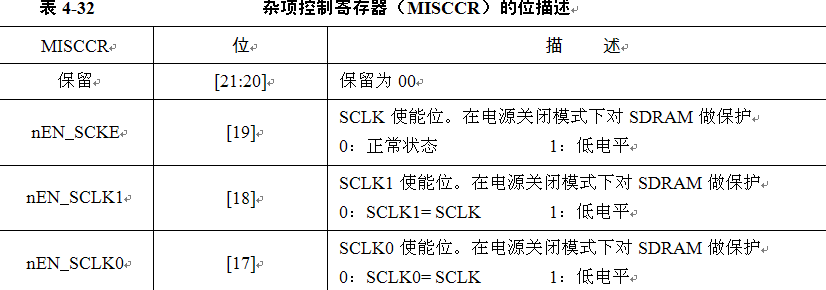 表 4-32 杂项控制寄存器（MISCCR）的位描述
MISCCR 位 描 述
保留 [21:20] 保留为 00
nEN_SCKE [19] SCLK 使能位。在电源关闭模式下对 SDRAM 做保护
0：正常状态 1：低电平
nEN_SCLK1 [18] SCLK1 使能位。在电源关闭模式下对 SDRAM 做保护
0：SCLK1= SCLK 1：低电平
nEN_SCLK0 [17] SCLK0 使能位。在电源关闭模式下对 SDRAM 做保护
0：SCLK0= SCLK 1：低电平